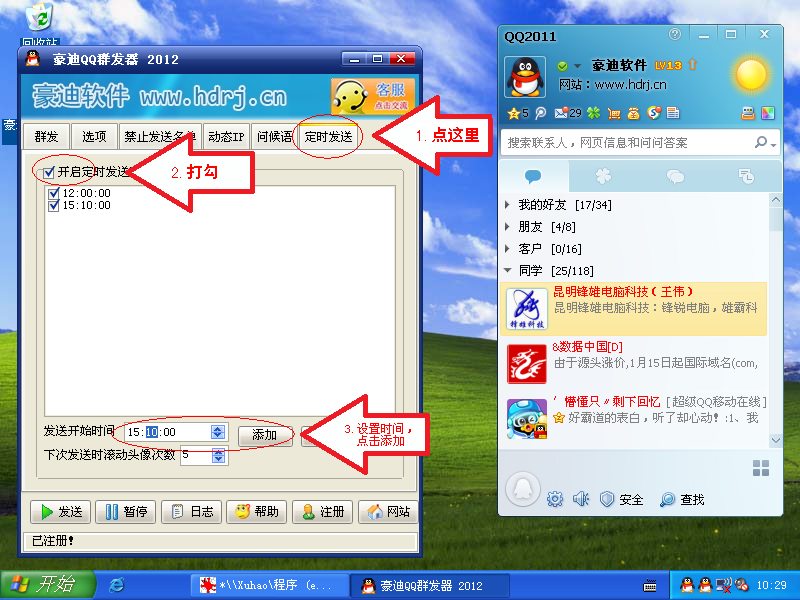 回收站
豪迪QQ群发器 2012
豪迪软件 www.hdrj.cn
客服
点击交流
群发
选项
禁止发送名单
动态IP
问候语
定时发送
1.点这里
开启定时发送
2.打勾
12:00:00
15:10:00
发送开始时间
15:10:00
添加
3.设置时间,
点击添加
下次发送时滚动头像次数
5
发送
暂停
日志
帮助
注册
网站
已注册!
QQ2011
豪迪软件 LV13
网站:www.hdrj.cn
5
29
搜索联系人，网页信息和问问答案
我的好友 [17/34]
朋友 [4/8]
客户 [0/16]
同学 [25/118]
昆明锋雄电脑科技(王伟)
昆明锋雄电脑科技：锋锐电脑，雄霸科
锋雄科技
&数据中国[D]
由于源头涨价,1月15日起国际域名(com,
′懵懂只〃剩下回忆 [超级QQ移动在线]
好霸道的表白，听了却心动！:1、我
安全
查找
开始
*\\Xuhao\程序 (e...
豪迪QQ群发器 2012
10:29